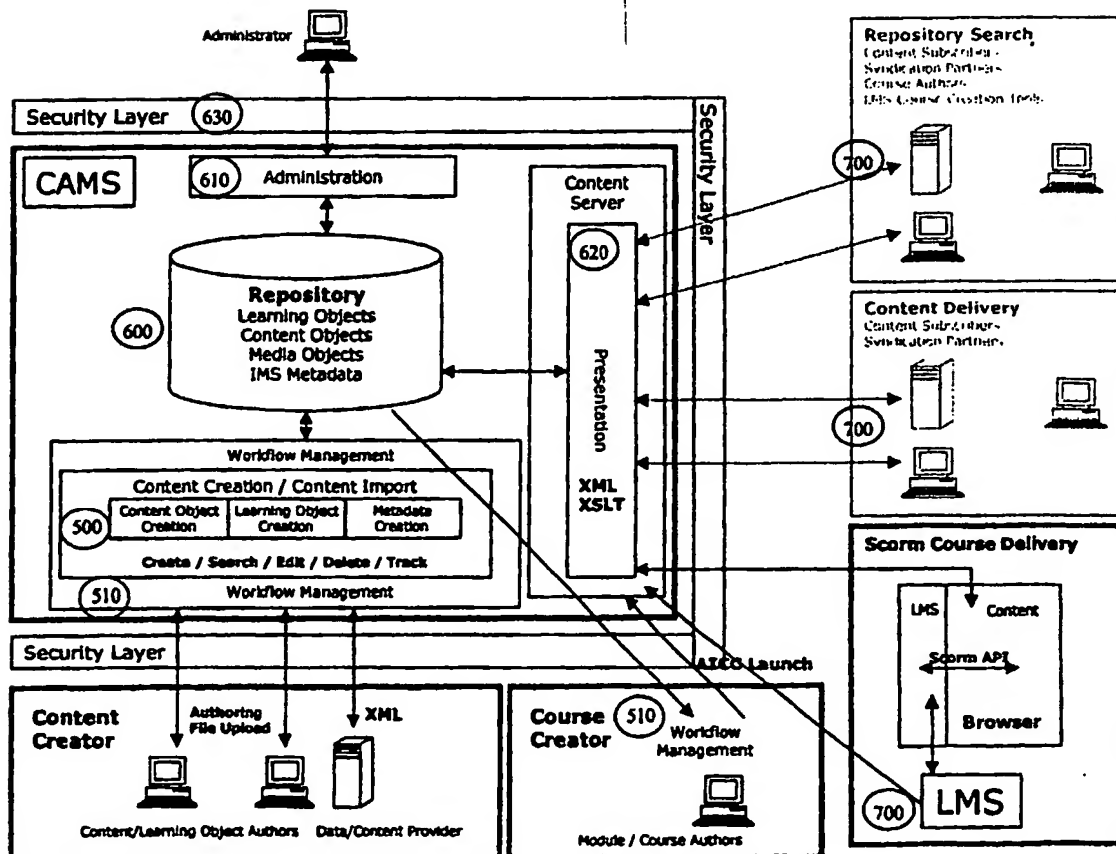 Administrator
Security Layer 630
Security Layer
CAMS
610 Administration
Content
Server
620
Presentation
XML
XSLT
600
Repository
Learning Objects
Content Objects
Media Objects
IMS Metadata
Workflow Management
Content Creation / Content Import
500
Content Object
Creation
Learning Object
Creation
Metadata
Creation
Create / Search / Edit / Delete / Track
510
Workflow Management
Security Layer
Content
Creator
Authoring
File Upload
XML
Content/Learning Object Authors
Data/Content Provider
AICC Launch
Course
Creator
510
Workflow
Management
Module / Course Authors
Repository Search
Content Subscribers
Syndication Partners
Course Authors
LMS Course Creation Tools
700
Content Delivery
Content Subscribers
Syndication Partners
700
Scorm Course Delivery
LMS
Content
Scorm API
Browser
700
LMS